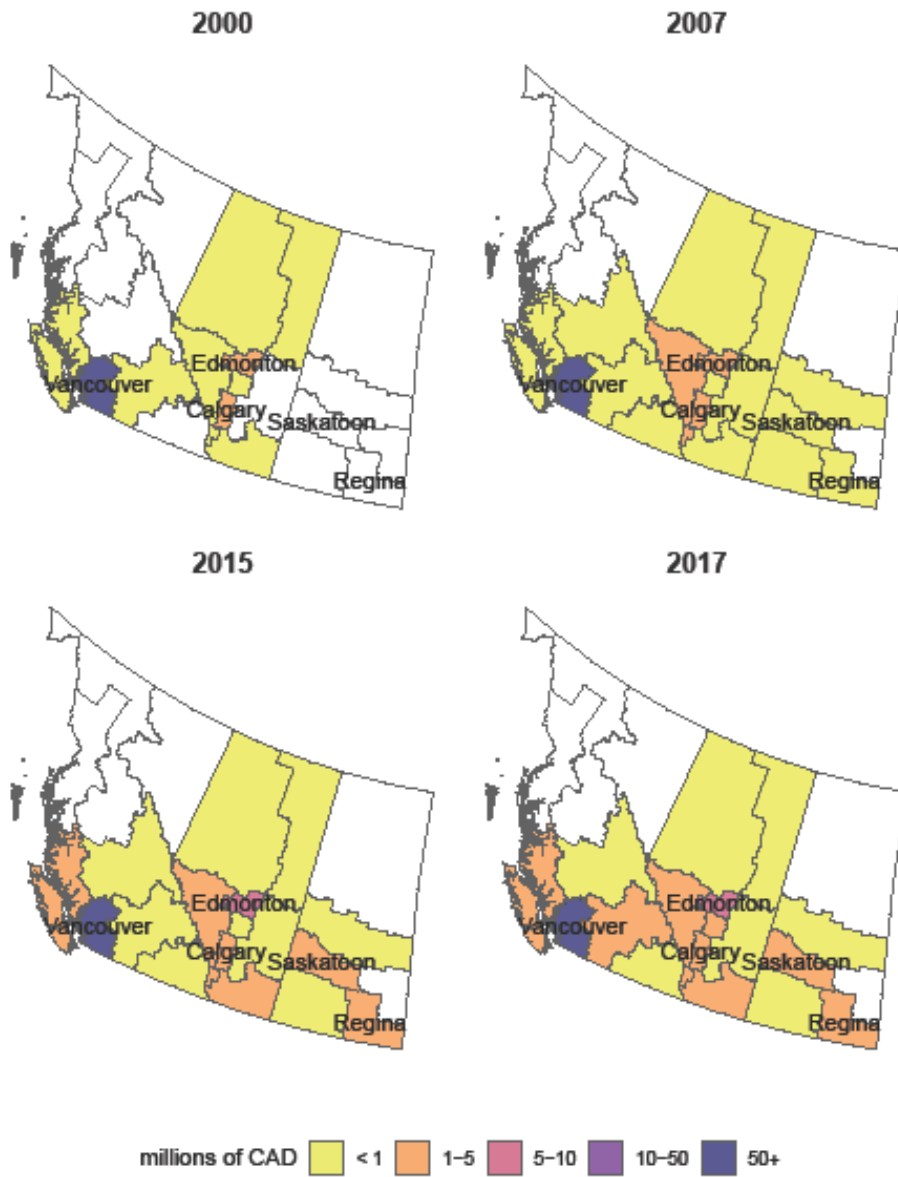 2000
2007
Edmonton
Vancouver
Calgary
Saskatoon
Regina
Edmonton
Vancouver
Calgary
Saskatoon
Regina
2015
2017
Edmonton
Vancouver
Calgary
Saskatoon
Regina
Edmonton
Vancouver
Calgary
Saskatoon
Regina
millions of CAD < 1 1−5 5−10 10−50 50+